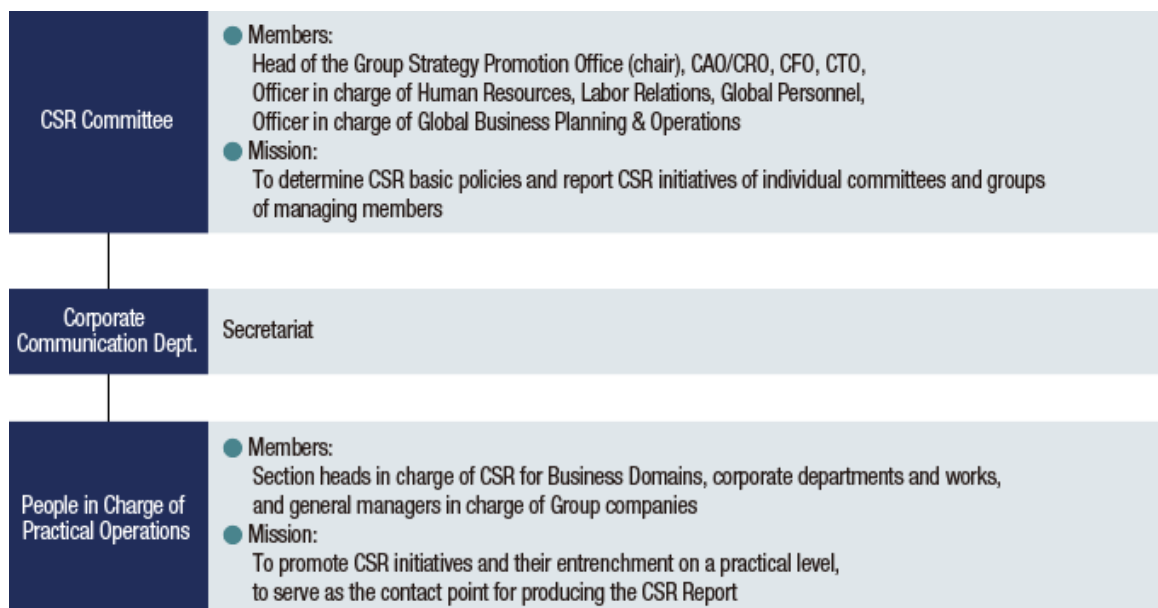 CSR Committee
● Members:
Head of the Group Strategy Promotion Office (chair), CAO/CRO, CFO, CTO,
Officer in charge of Human Resources, Labor Relations, Global Personnel,
Officer in charge of Global Business Planning & Operations
● Mission:
To determine CSR basic policies and report CSR initiatives of individual committees and groups
of managing members
Corporate
Communication Dept.
Secretariat
People in Charge of
Practical Operations
● Members:
Section heads in charge of CSR for Business Domains, corporate departments and works,
and general managers in charge of Group companies
● Mission:
To promote CSR initiatives and their entrenchment on a practical level,
to serve as the contact point for producing the CSR Report